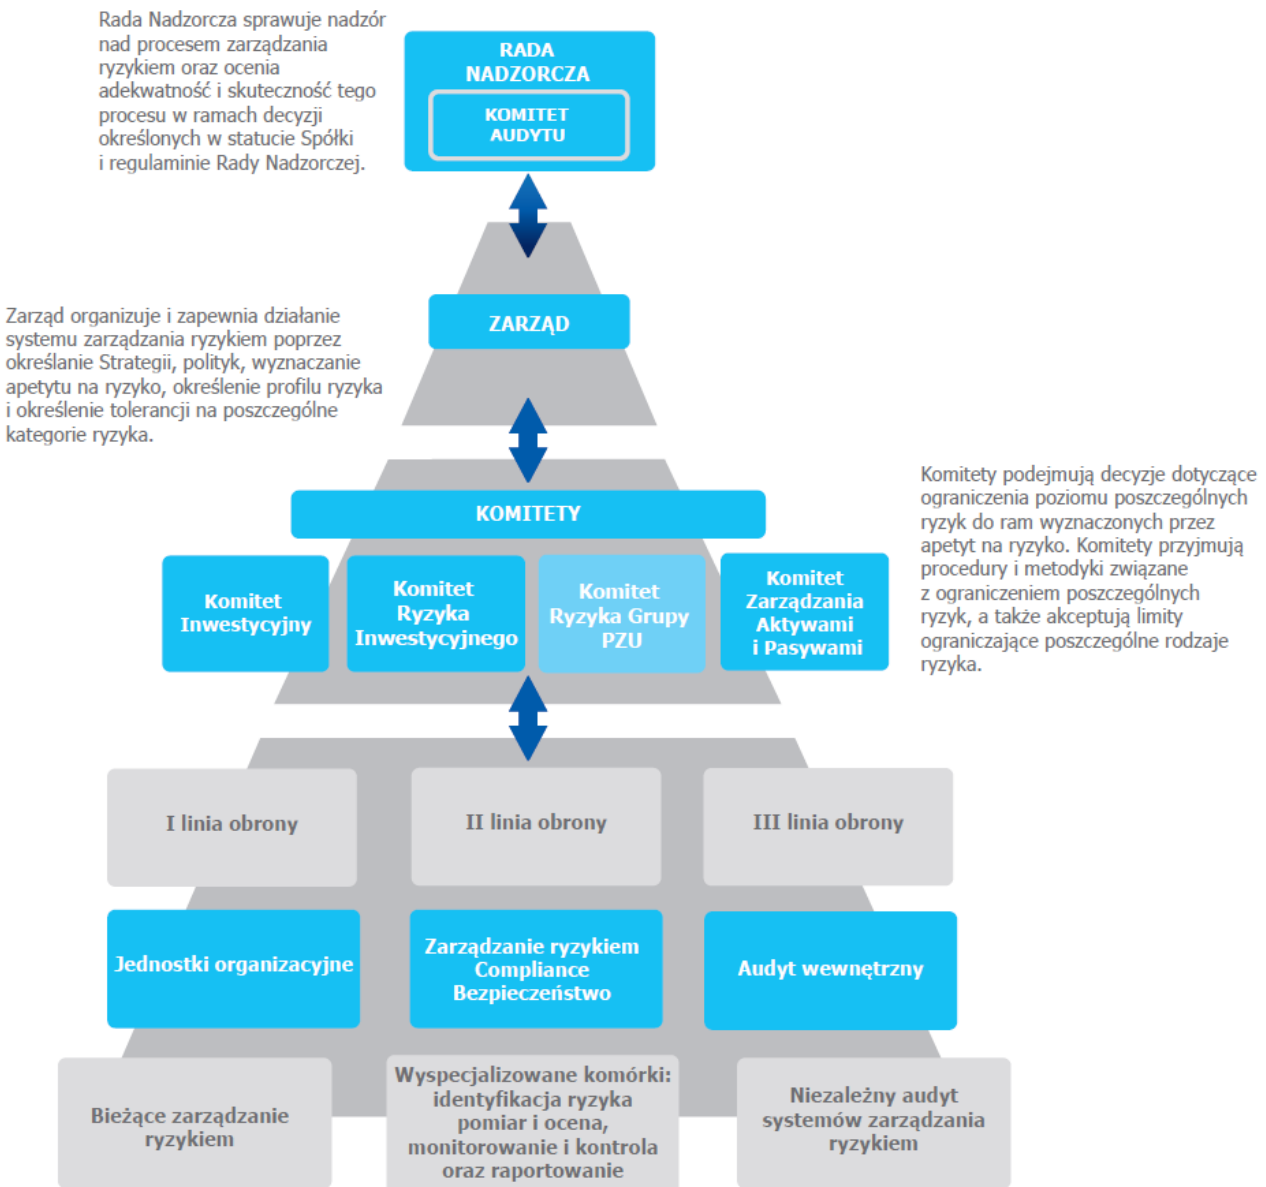 Rada Nadzorcza sprawuje nadzór
nad procesem zarządzania
ryzykiem oraz ocenia
adekwatność i skuteczność tego
procesu w ramach decyzji
określonych w statucie Spółki
i regulaminie Rady Nadzorczej.
RADA
NADZORCZA
KOMITET
AUDYTU
Zarząd organizuje i zapewnia działanie
systemu zarządzania ryzykiem poprzez
określanie Strategii, polityk, wyznaczanie
apetytu na ryzyko, określenie profilu ryzyka
i określenie tolerancji na poszczególne
kategorie ryzyka.
ZARZĄD
KOMITETY
Komitet
Inwestycyjny
Komitet
Ryzyka
Inwestycyjnego
Komitet
Ryzyka Grupy
PZU
Komitet
Zarządzania
Aktywami
i Pasywami
Komitety podejmują decyzje dotyczące
ograniczenia poziomu poszczególnych
ryzyk do ram wyznaczonych przez
apetyt na ryzyko. Komitety przyjmują
procedury i metodyki związane
z ograniczeniem poszczególnych
ryzyk, a także akceptują limity
ograniczające poszczególne rodzaje
ryzyka.
I linia obrony
II linia obrony
III linia obrony
Jednostki organizacyjne
Zarządzanie ryzykiem
Compliance
Bezpieczeństwo
Audyt wewnętrzny
Bieżące zarządzanie
ryzykiem
Wyspecjalizowane komórki:
identyfikacja ryzyka
pomiar i ocena,
monitorowanie i kontrola
oraz raportowanie
Niezależny audyt
systemów zarządzania
ryzykiem